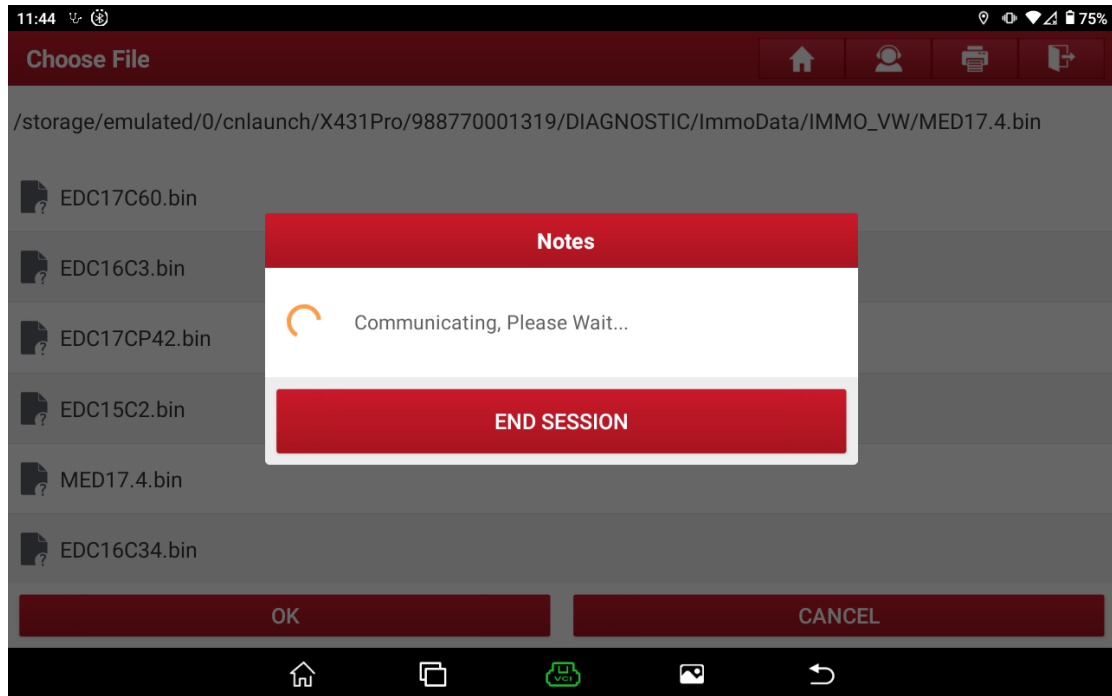 11:44
75%
Choose File
/storage/emulated/0/cnlaunch/X431Pro/988770001319/DIAGNOSTIC/ImmoData/IMMO_VW/MED17.4.bin
EDC17C60.bin
Notes
EDC16C3.bin
Communicating, Please Wait...
EDC17CP42.bin
EDC15C2.bin
END SESSION
MED17.4.bin
EDC16C34.bin
OK
CANCEL
VCI